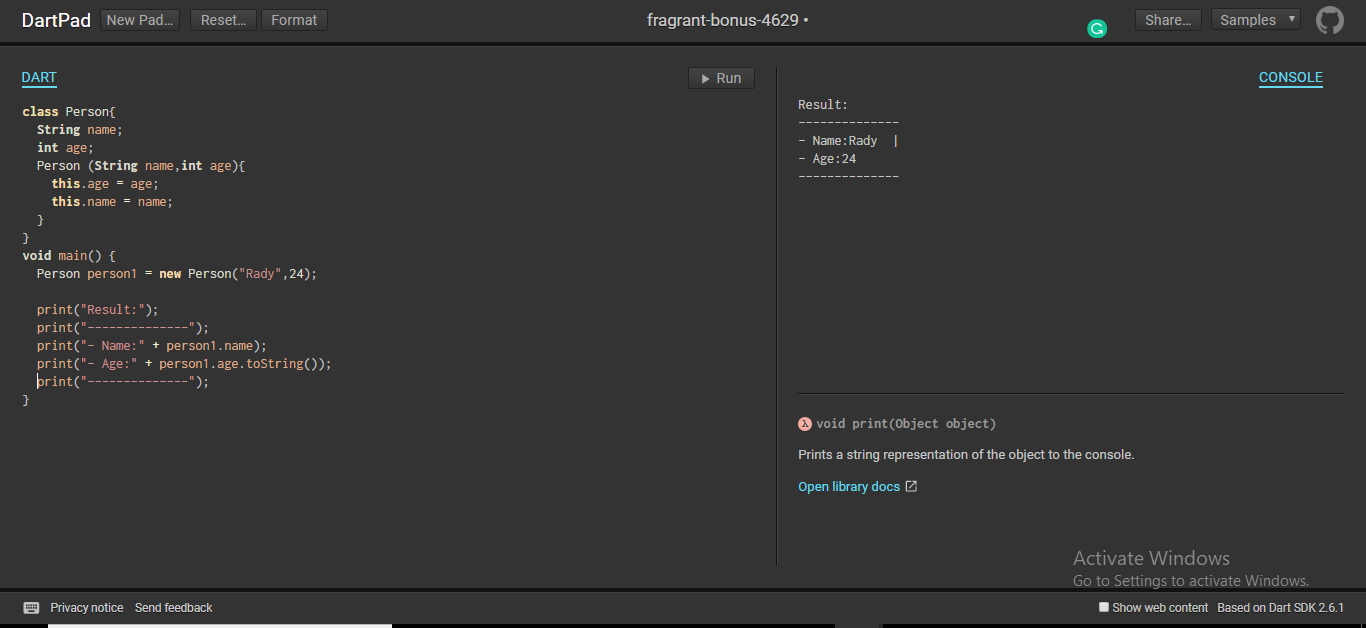 DartPad New Pad... Reset... Format fragrant-bonus-4629 • Share... Samples
DART
Run
class Person{
  String name;
  int age;
  Person (String name,int age){
    this.age = age;
    this.name = name;
  }
}
void main() {
  Person person1 = new Person("Rady",24);

  print("Result:");
  print("--------------");
  print("- Name:" + person1.name);
  print("- Age:" + person1.age.toString());
  print("--------------");
}
CONSOLE
Result:
--------------
- Name:Rady  |
- Age:24
--------------
λ void print(Object object)
Prints a string representation of the object to the console.
Open library docs
Activate Windows
Go to Settings to activate Windows.
Privacy notice Send feedback Show web content Based on Dart SDK 2.6.1